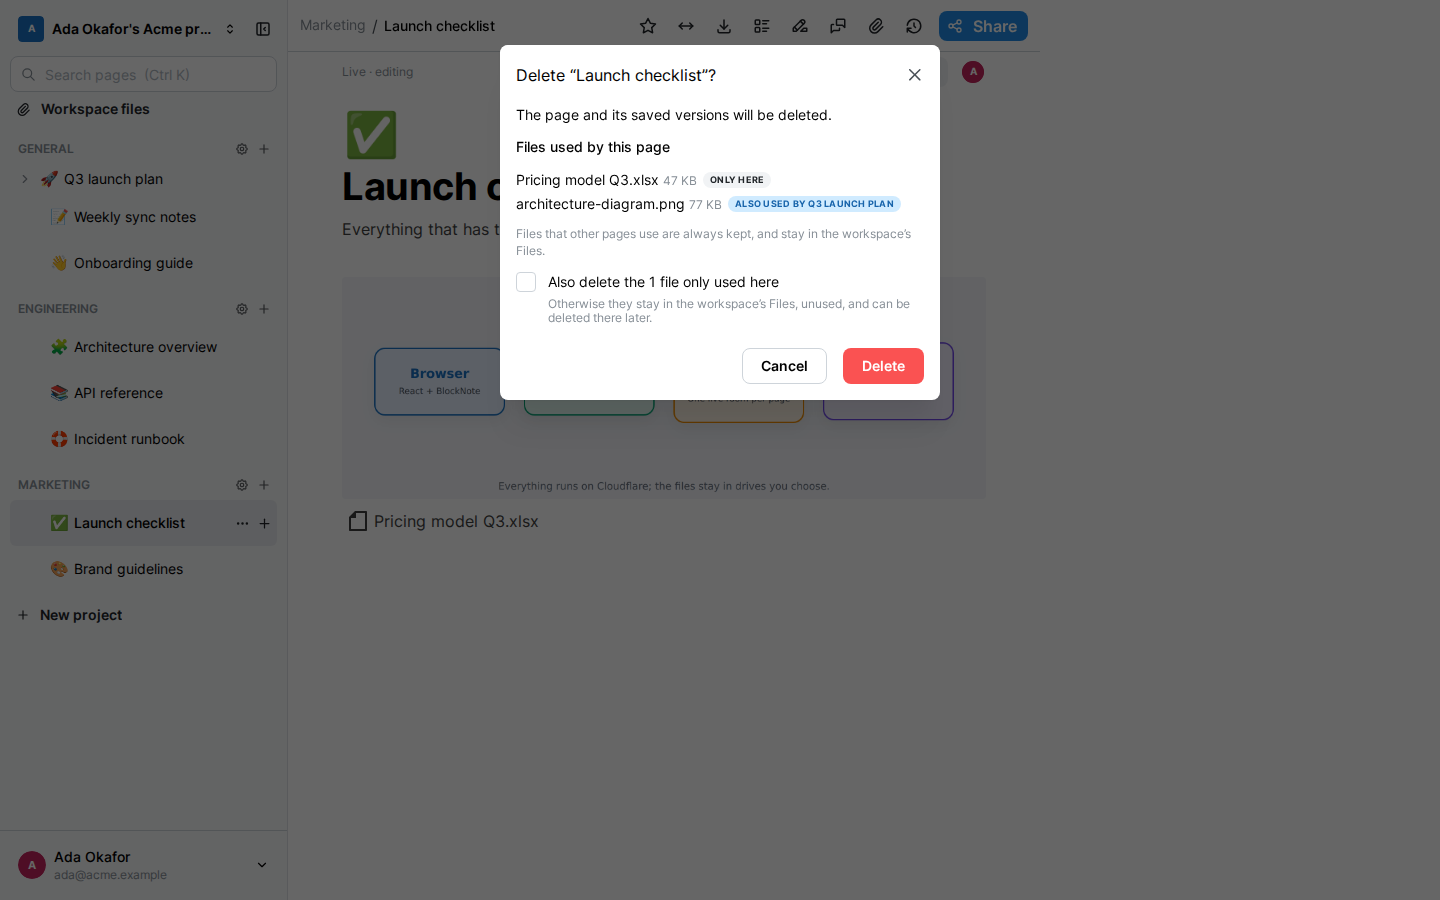 A
Ada Okafor's Acme pr...
Search pages (Ctrl K)
Workspace files
GENERAL
Q3 launch plan
Weekly sync notes
Onboarding guide
ENGINEERING
Architecture overview
API reference
Incident runbook
MARKETING
Launch checklist
Brand guidelines
New project
A
Ada Okafor
ada@acme.example
Marketing / Launch checklist
Share
Live · editing
A
Launch c
Everything that has t
Delete “Launch checklist”?
The page and its saved versions will be deleted.
Files used by this page
Pricing model Q3.xlsx 47 KB ONLY HERE
architecture-diagram.png 77 KB ALSO USED BY Q3 LAUNCH PLAN
Files that other pages use are always kept, and stay in the workspace’s
Files.
Also delete the 1 file only used here
Otherwise they stay in the workspace’s Files, unused, and can be
deleted there later.
Cancel
Delete
Browser
React + BlockNote
Everything runs on Cloudflare; the files stay in drives you choose.
Pricing model Q3.xlsx